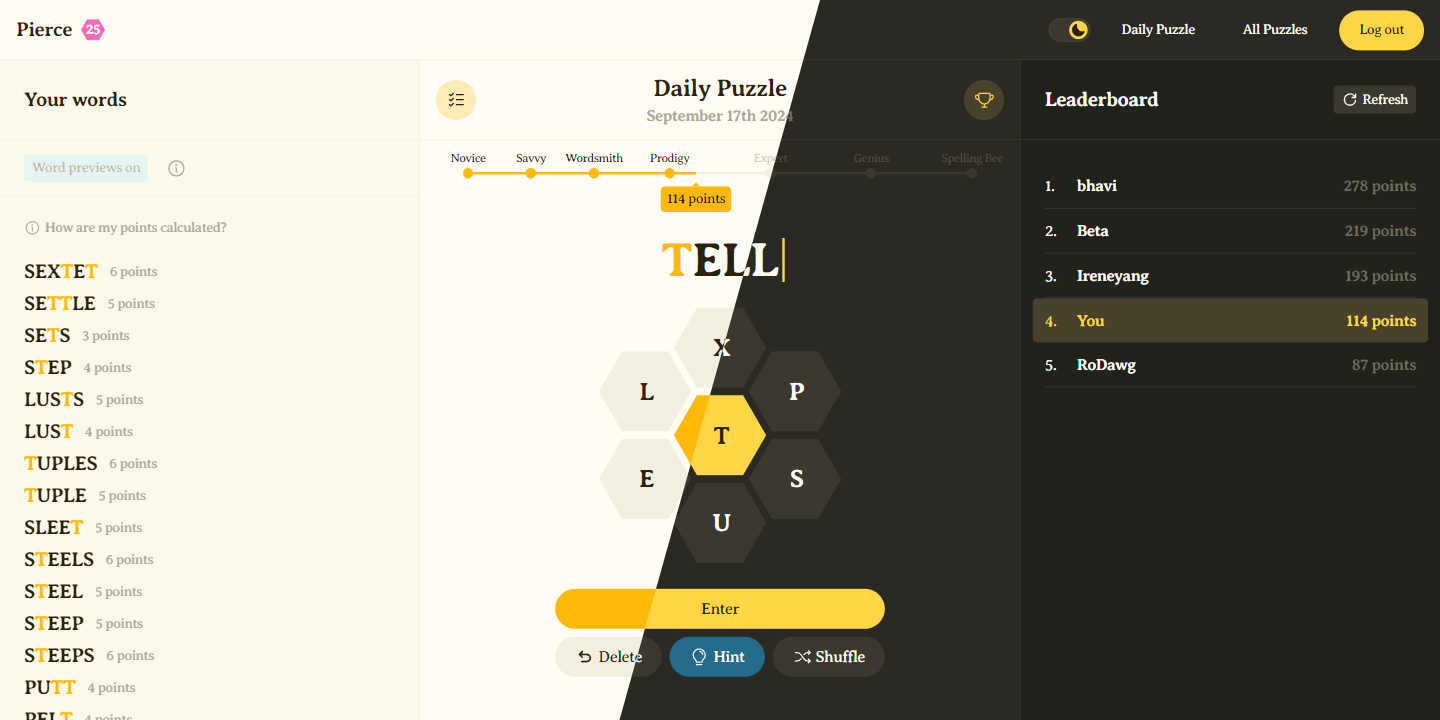 Pierce 25
Daily Puzzle
All Puzzles
Log out
Your words
Daily Puzzle
September 17th 2024
Leaderboard
Refresh
Word previews on
Novice Savvy Wordsmith Prodigy Expert Genius Spelling Bee
114 points
How are my points calculated?
SEXTET 6 points
SETTLE 5 points
SETS 3 points
STEP 4 points
LUSTS 5 points
LUST 4 points
TUPLES 6 points
TUPLE 5 points
SLEET 5 points
STEELS 6 points
STEEL 5 points
STEEP 5 points
STEEPS 6 points
PUTT 4 points
PELT 4 points
TELL
X
L
P
T
E
S
U
Enter
Delete
Hint
Shuffle
1. bhavi 278 points
2. Beta 219 points
3. Ireneyang 193 points
4. You 114 points
5. RoDawg 87 points